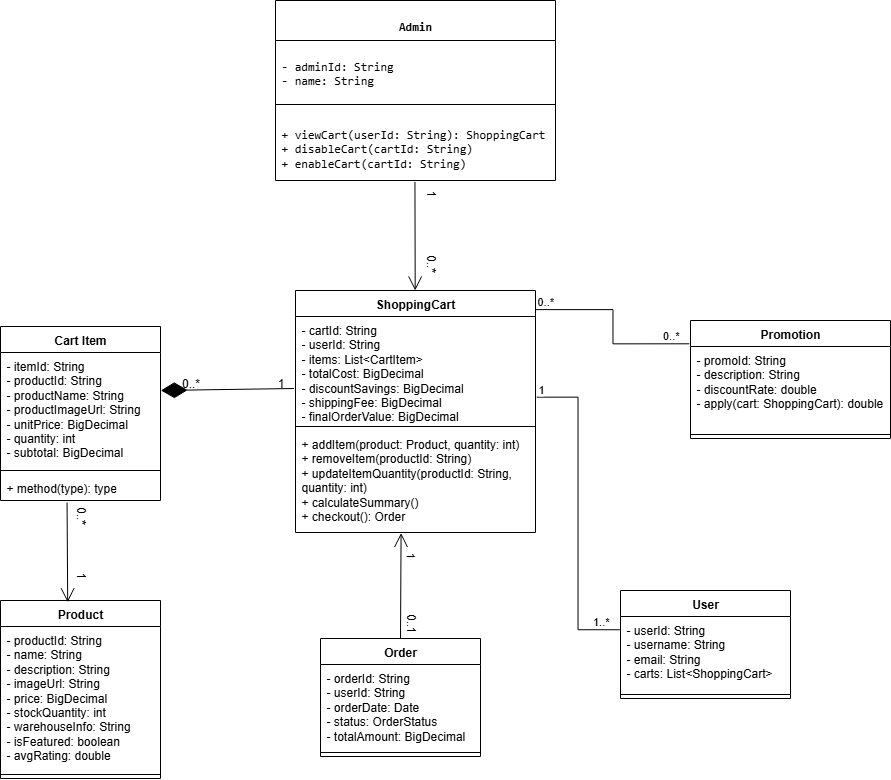 Admin
- adminId: String
- name: String
+ viewCart(userId: String): ShoppingCart
+ disableCart(cartId: String)
+ enableCart(cartId: String)
1
0..*
ShoppingCart
- cartId: String
- userId: String
- items: List<CartItem>
- totalCost: BigDecimal
- discountSavings: BigDecimal
- shippingFee: BigDecimal
- finalOrderValue: BigDecimal
+ addItem(product: Product, quantity: int)
+ removeItem(productId: String)
+ updateItemQuantity(productId: String,
quantity: int)
+ calculateSummary()
+ checkout(): Order
0..*
0..*
Promotion
- promoId: String
- description: String
- discountRate: double
- apply(cart: ShoppingCart): double
Cart Item
- itemId: String
- productId: String
- productName: String
- productImageUrl: String
- unitPrice: BigDecimal
- quantity: int
- subtotal: BigDecimal
+ method(type): type
0..*
1
1
1..*
0..*
1
Product
- productId: String
- name: String
- description: String
- imageUrl: String
- price: BigDecimal
- stockQuantity: int
- warehouseInfo: String
- isFeatured: boolean
- avgRating: double
1
0..1
Order
- orderId: String
- userId: String
- orderDate: Date
- status: OrderStatus
- totalAmount: BigDecimal
User
- userId: String
- username: String
- email: String
- carts: List<ShoppingCart>